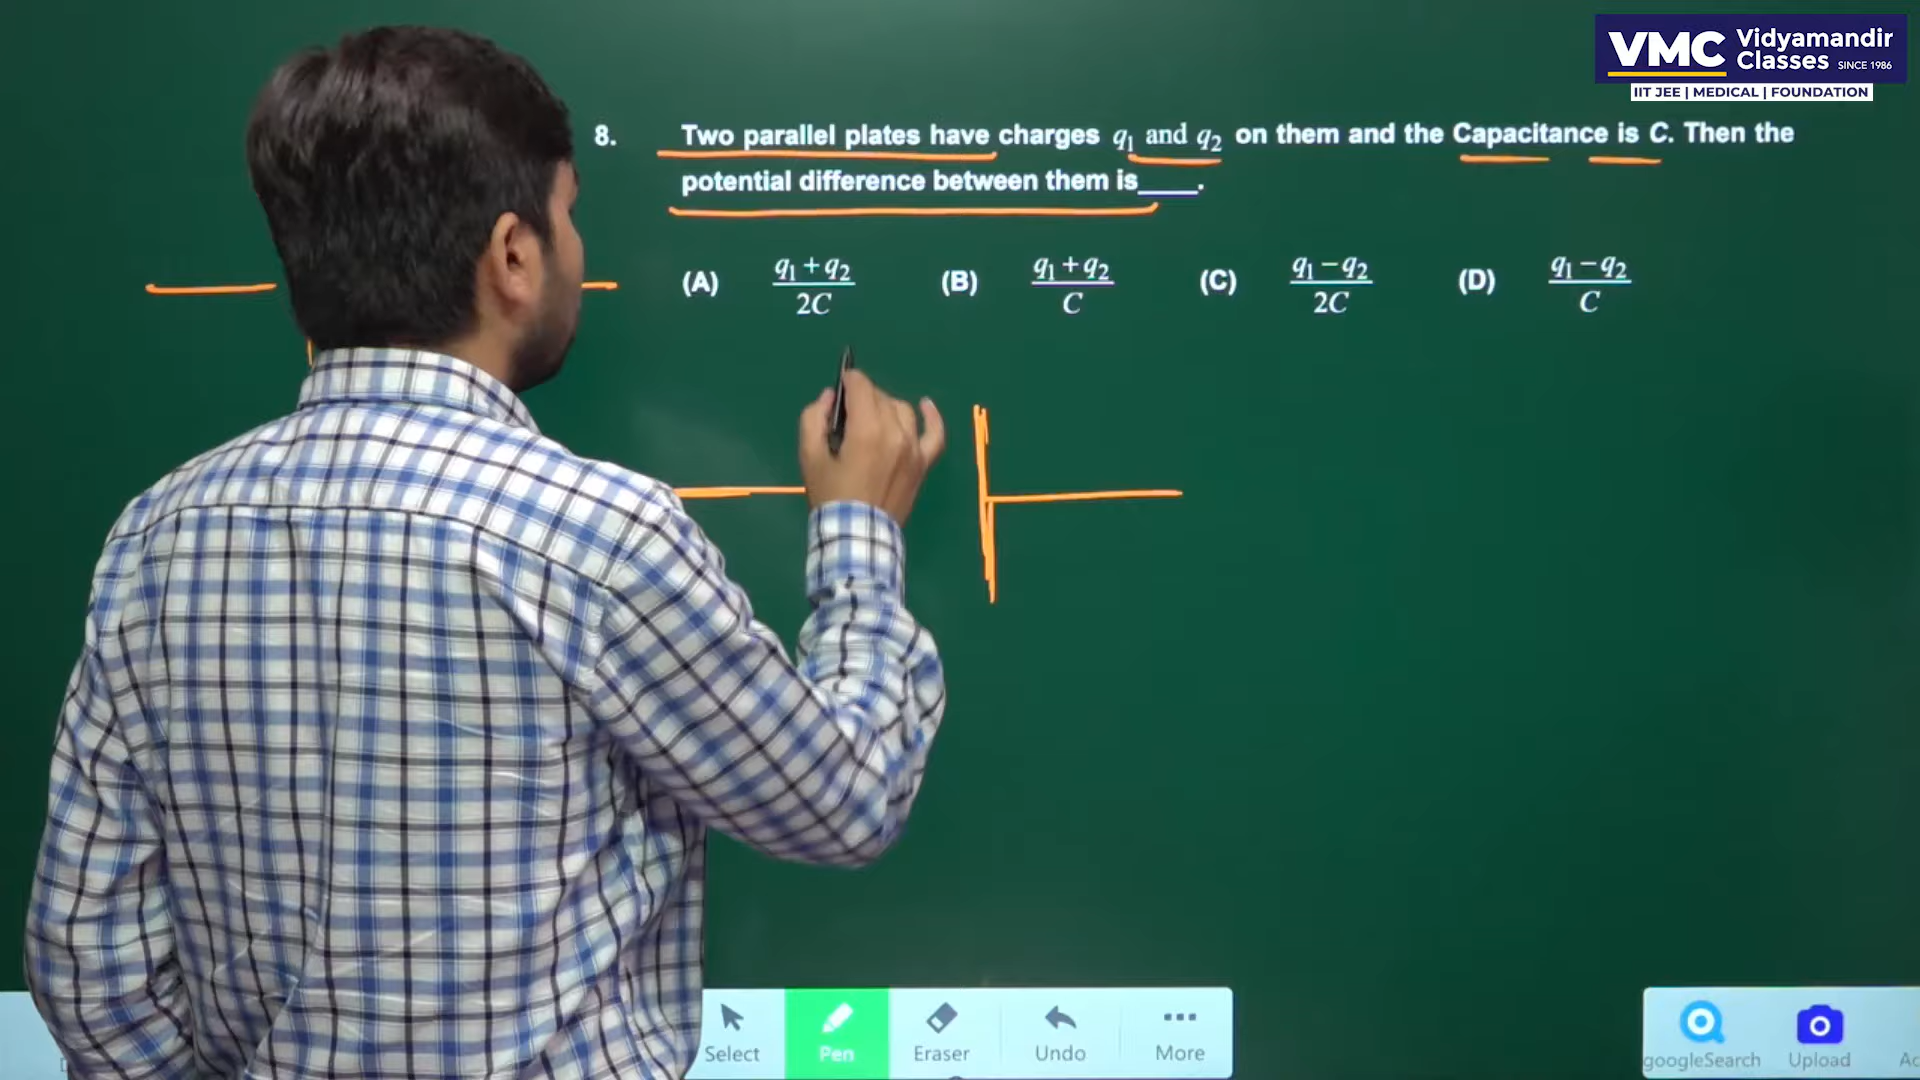 VMC Vidyamandir Classes SINCE 1986
IIT JEE | MEDICAL | FOUNDATION
8. Two parallel plates have charges q₁ and q₂ on them and the Capacitance is C. Then the
potential difference between them is____.
(A) (q₁ + q₂)/2C (B) (q₁ + q₂)/C (C) (q₁ − q₂)/2C (D) (q₁ − q₂)/C
Select Pen Eraser Undo More
googleSearch Upload